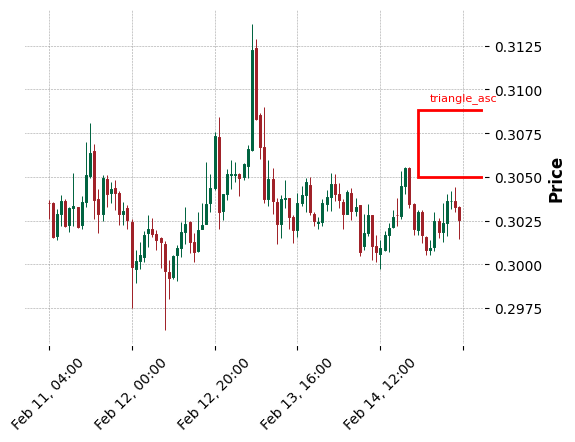 0.3125
0.3100
triangle_asc
0.3075
0.3050
0.3025
0.3000
0.2975
Price
Feb 11, 04:00
Feb 12, 00:00
Feb 12, 20:00
Feb 13, 16:00
Feb 14, 12:00